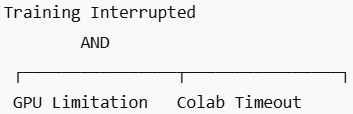 Training Interrupted
AND
GPU Limitation Colab Timeout